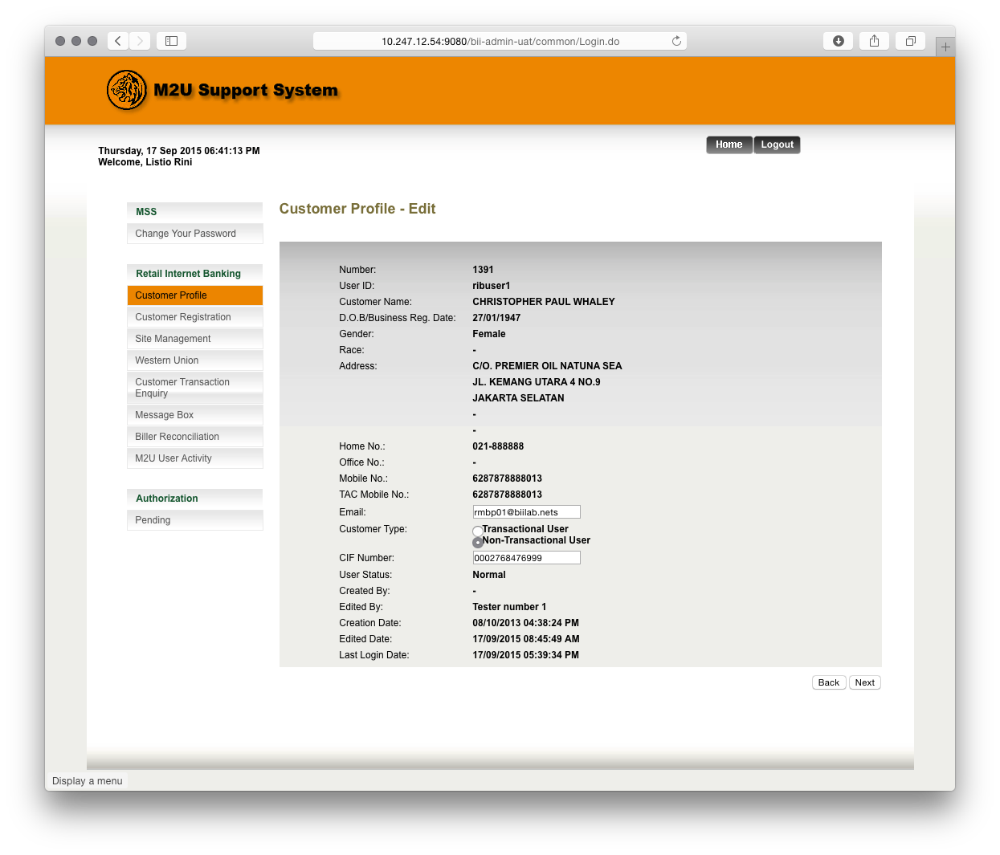 10.247.12.54:9080/bii-admin-uat/common/Login.do
M2U Support System
Thursday, 17 Sep 2015 06:41:13 PM
Welcome, Listio Rini
Home
Logout
MSS
Change Your Password
Retail Internet Banking
Customer Profile
Customer Registration
Site Management
Western Union
Customer Transaction
Enquiry
Message Box
Biller Reconciliation
M2U User Activity
Authorization
Pending
Customer Profile - Edit
Number: 1391
User ID: ribuser1
Customer Name: CHRISTOPHER PAUL WHALEY
D.O.B/Business Reg. Date: 27/01/1947
Gender: Female
Race: -
Address: C/O. PREMIER OIL NATUNA SEA
JL. KEMANG UTARA 4 NO.9
JAKARTA SELATAN
-
-
Home No.: 021-888888
Office No.: -
Mobile No.: 6287878888013
TAC Mobile No.: 6287878888013
Email: rmbp01@biilab.nets
Customer Type: Transactional User
Non-Transactional User
CIF Number: 0002768476999
User Status: Normal
Created By: -
Edited By: Tester number 1
Creation Date: 08/10/2013 04:38:24 PM
Edited Date: 17/09/2015 08:45:49 AM
Last Login Date: 17/09/2015 05:39:34 PM
Back
Next
Display a menu